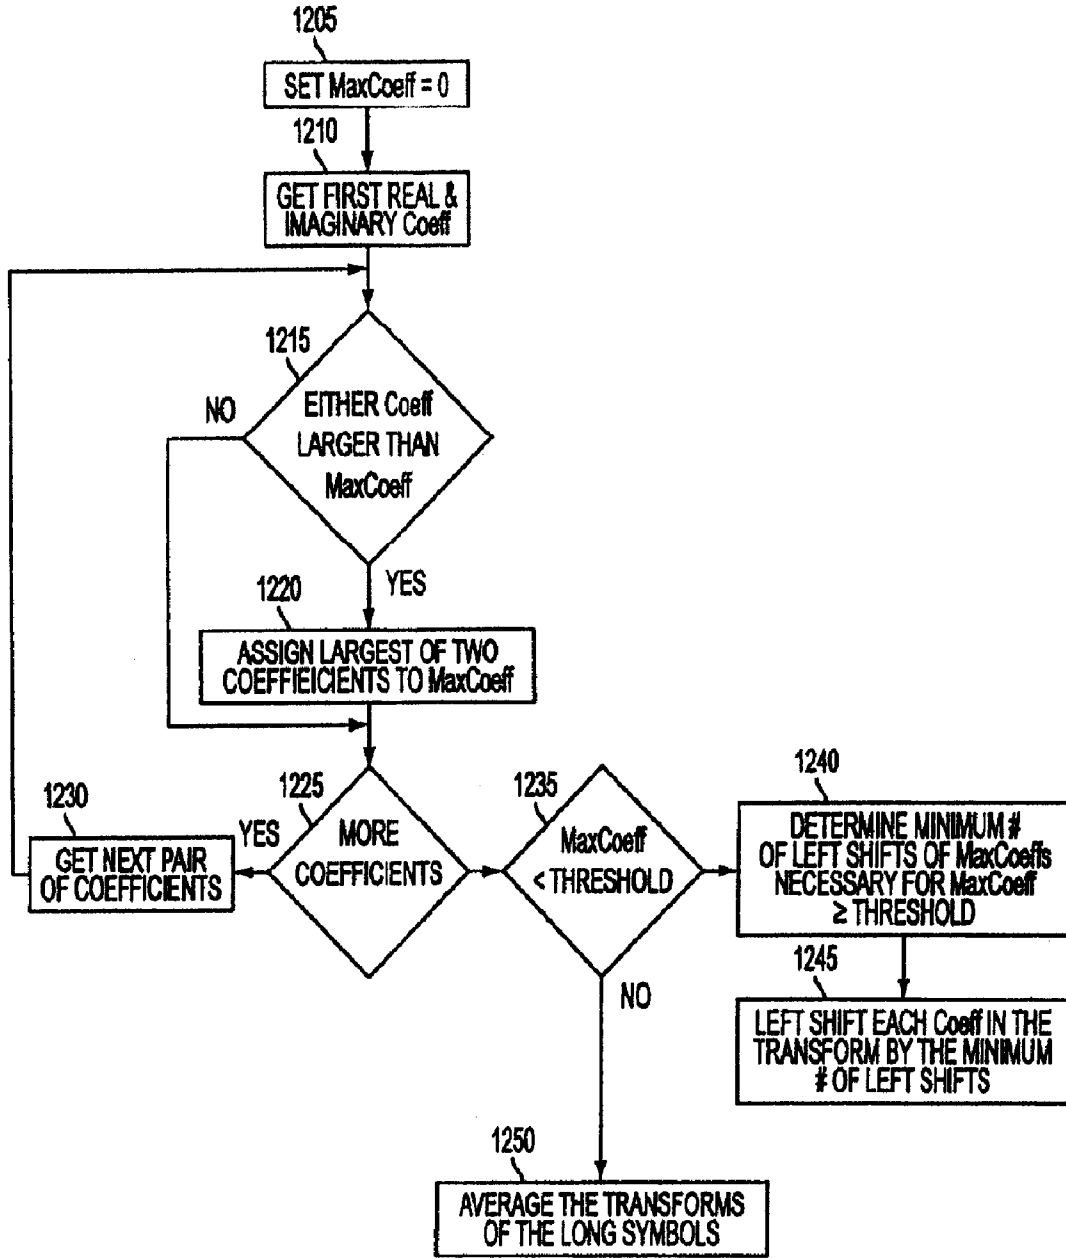 1205
SET MaxCoeff = 0
1210
GET FIRST REAL &
IMAGINARY Coeff
1215
NO
EITHER Coeff
LARGER THAN
MaxCoeff
YES
1220
ASSIGN LARGEST OF TWO
COEFFIEICIENTS TO MaxCoeff
1230
GET NEXT PAIR
OF COEFFICIENTS
YES
1225
MORE
COEFFICIENTS
1235
MaxCoeff
< THRESHOLD
NO
1240
DETERMINE MINIMUM #
OF LEFT SHIFTS OF MaxCoeffs
NECESSARY FOR MaxCoeff
≥ THRESHOLD
1245
LEFT SHIFT EACH Coeff IN THE
TRANSFORM BY THE MINIMUM
# OF LEFT SHIFTS
1250
AVERAGE THE TRANSFORMS
OF THE LONG SYMBOLS